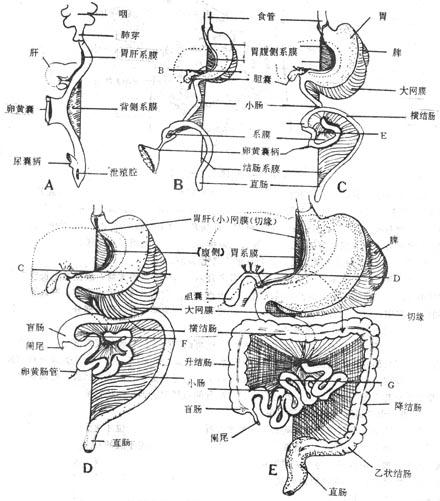 咽
肺芽
肝
胃肝系膜
卵黄囊
背侧系膜
尿囊柄
泄殖腔
A
食管
胃腹侧系膜
B
胆囊
小肠
系膜
卵黄囊柄
结肠系膜
直肠
B
胃
脾
大网膜
横结肠
E
C
胃肝(小)网膜(切缘)
(腹侧)胃系膜
C
大网膜
盲肠
横结肠
F
阑尾
卵黄肠管
小肠
直肠
D
脾
D
胆囊
切缘
升结肠
G
盲肠
降结肠
阑尾
乙状结肠
直肠
E